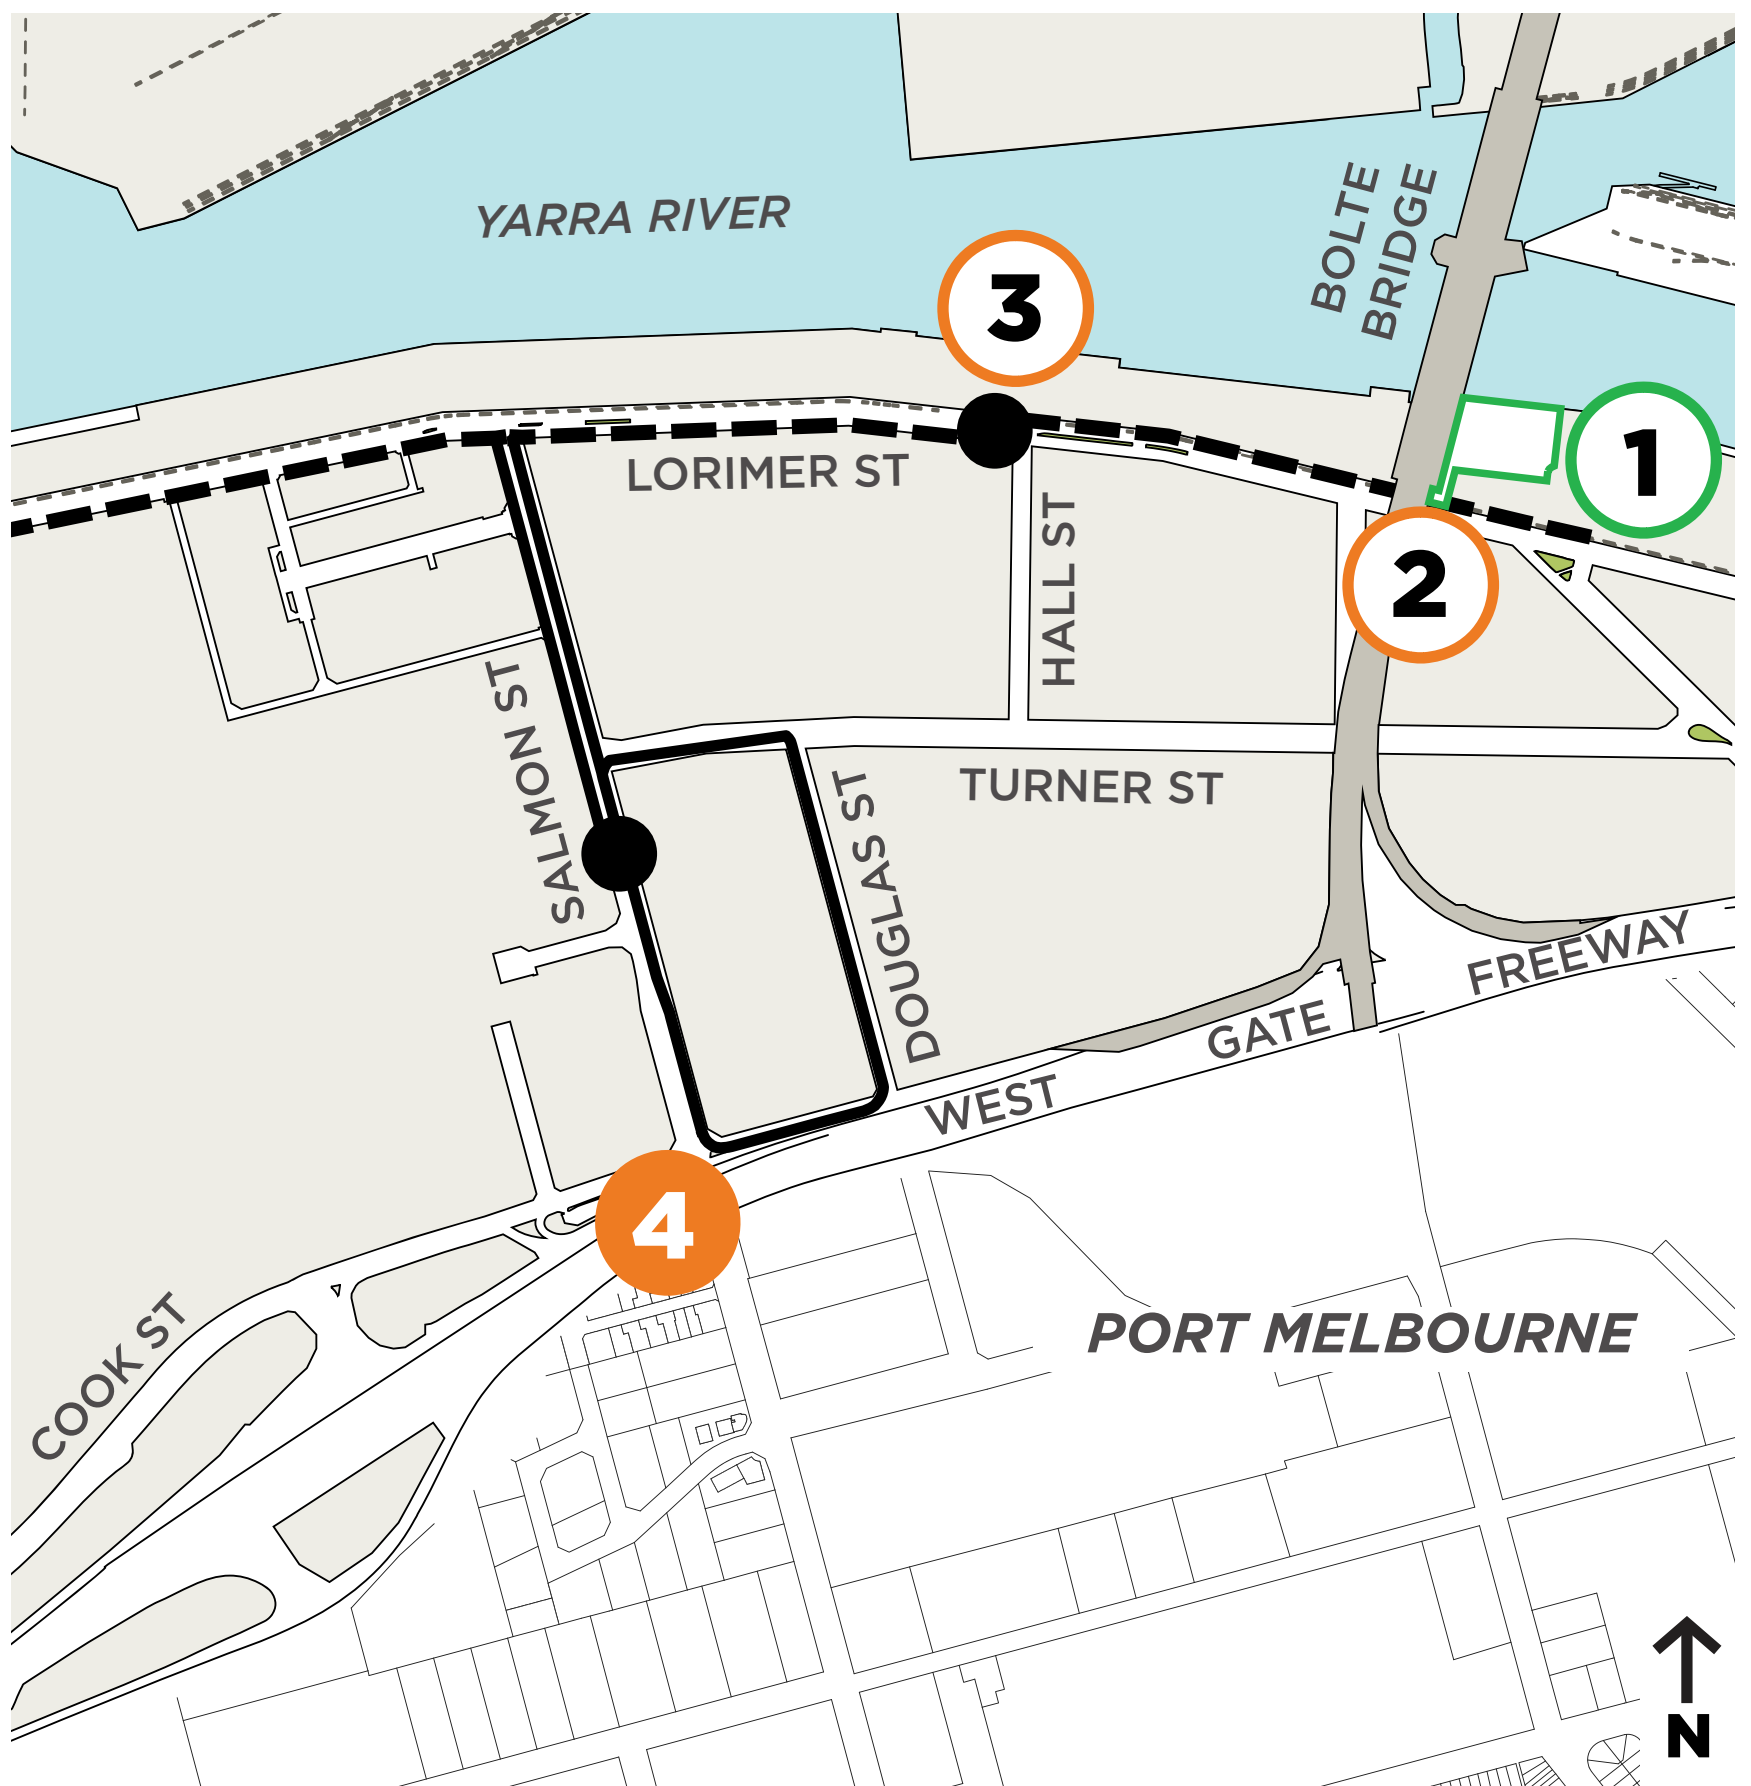 YARRA RIVER
BOLTE
BRIDGE
3
1
LORIMER ST
HALL ST
2
SALMON ST
TURNER ST
DOUGLAS ST
WEST GATE FREEWAY
4
COOK ST
PORT MELBOURNE
N